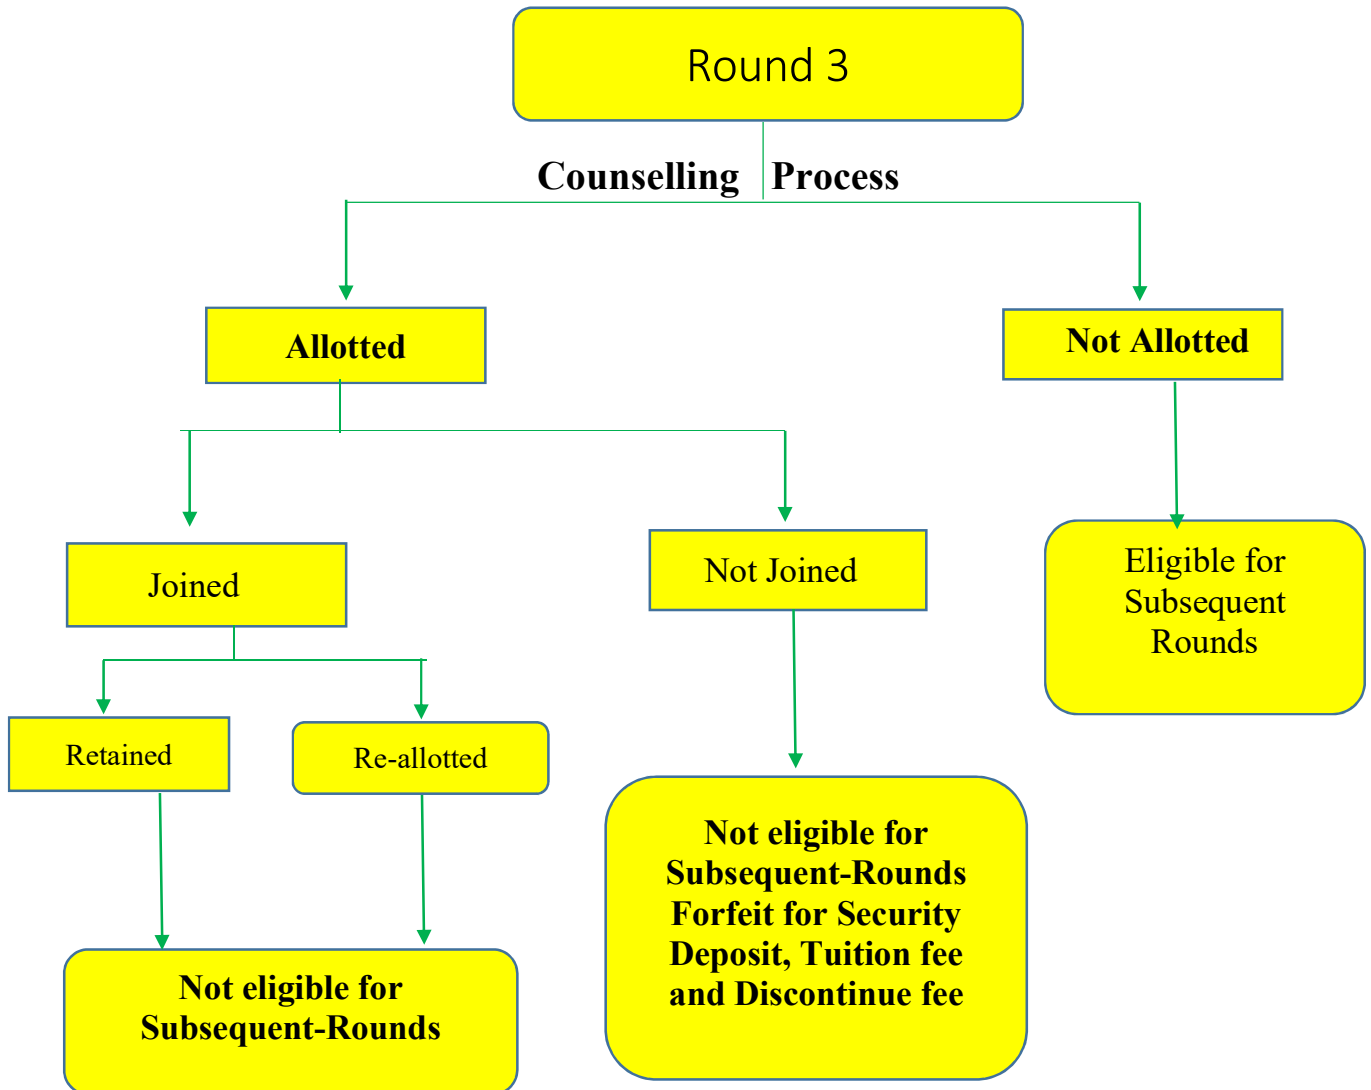 Round 3
Counselling Process
Allotted
Not Allotted
Joined
Not Joined
Eligible for
Subsequent
Rounds
Retained
Re-allotted
Not eligible for
Subsequent-Rounds
Forfeit for Security
Deposit, Tuition fee
and Discontinue fee
Not eligible for
Subsequent-Rounds